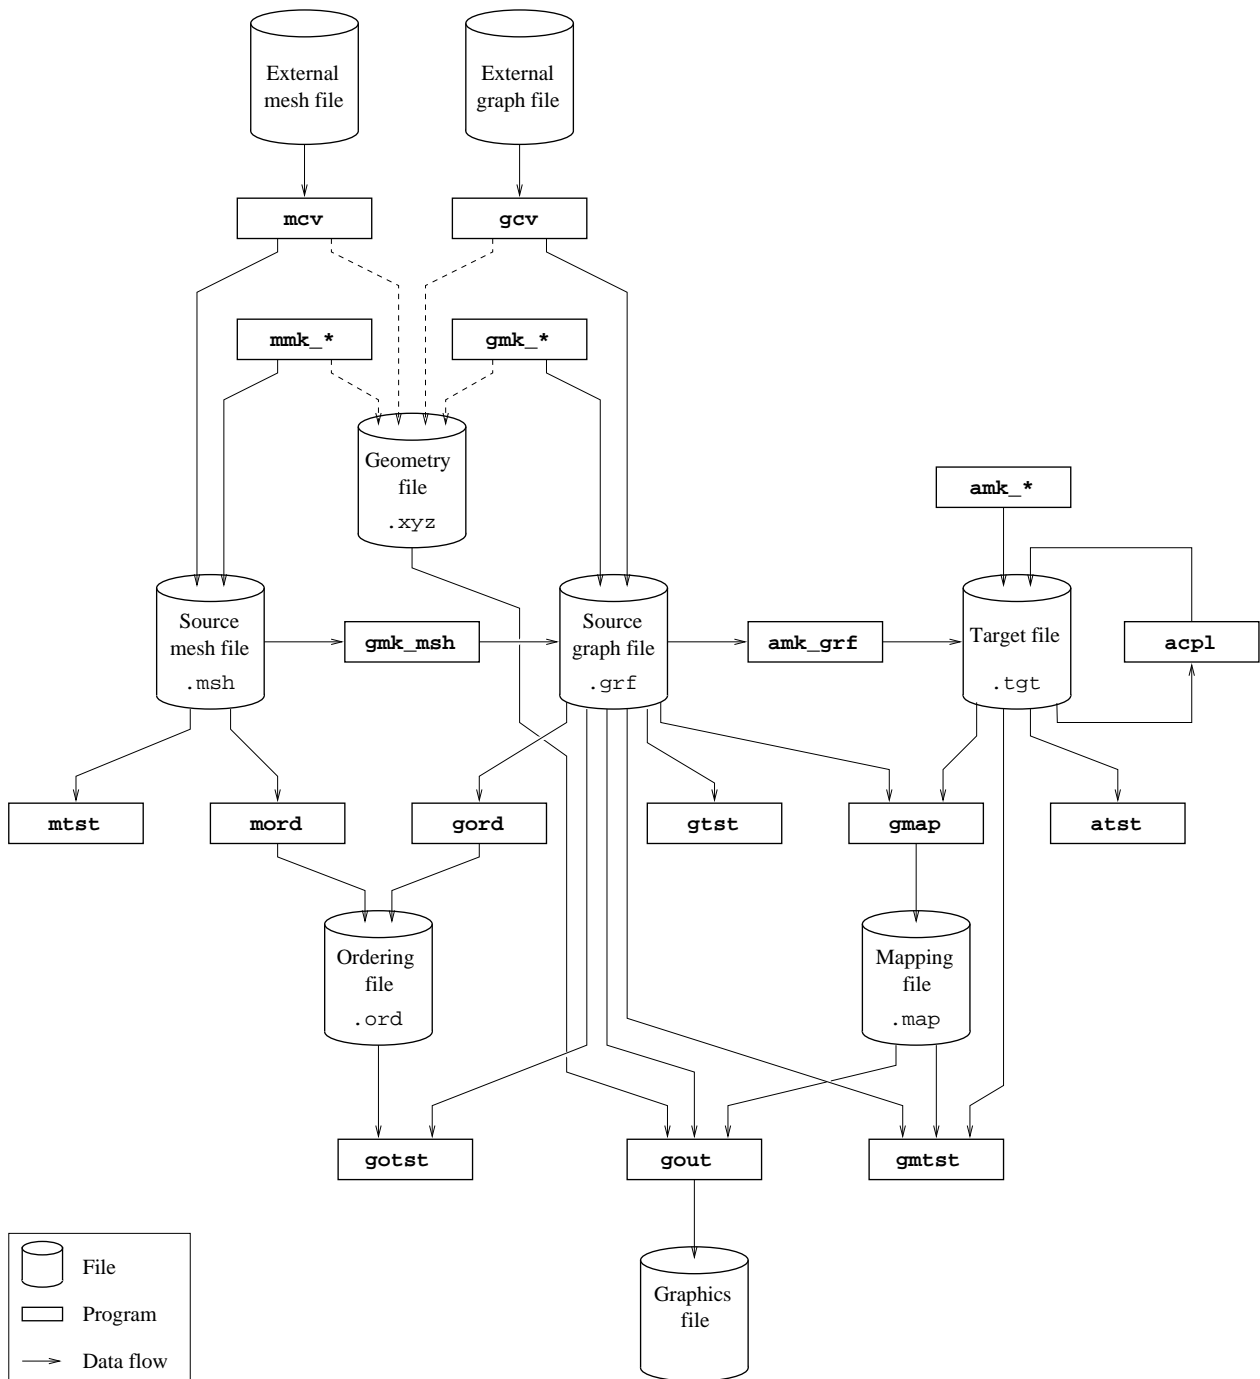 External
mesh file
External
graph file
mcv
gcv
mmk_*
gmk_*
Geometry
file
.xyz
amk_*
Source
mesh file
.msh
gmk_msh
Source
graph file
.grf
amk_grf
Target file
.tgt
acpl
mtst
mord
gord
gtst
gmap
atst
Ordering
file
.ord
Mapping
file
.map
gotst
gout
gmtst
Graphics
file
File
Program
Data flow